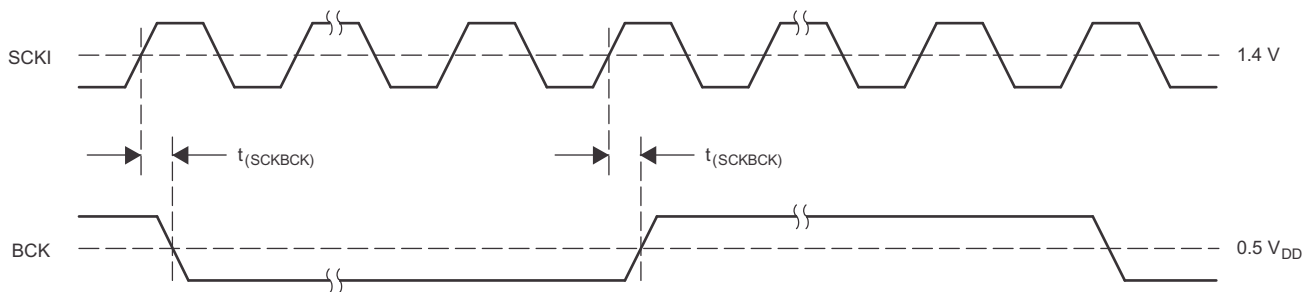 SCKI
1.4 V
t(SCKBCK)
t(SCKBCK)
BCK
0.5 VDD